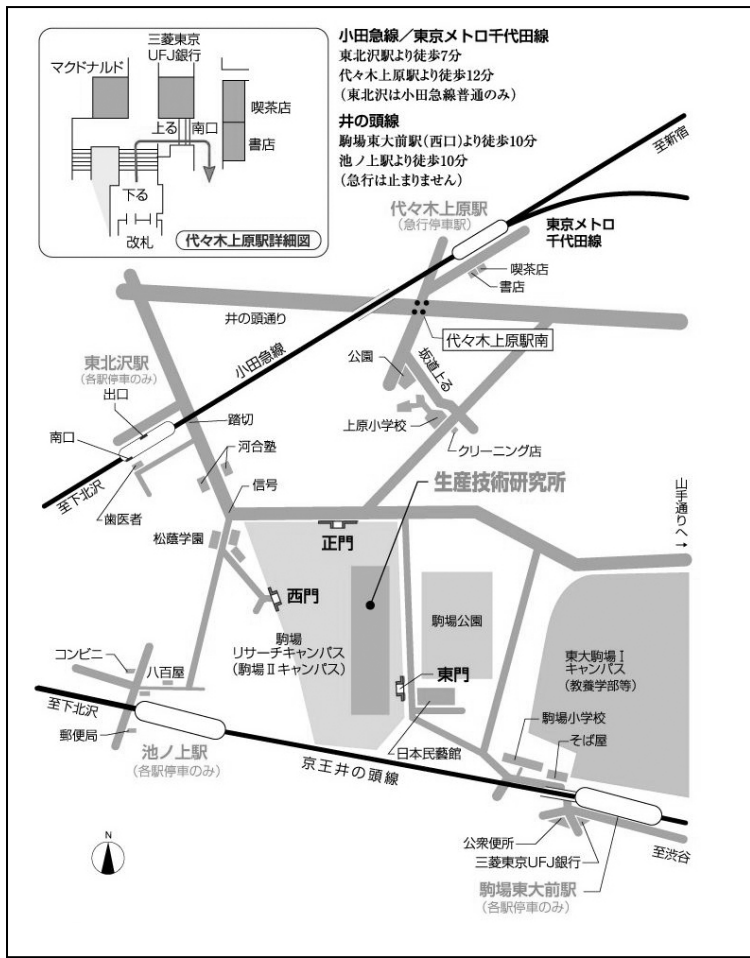 三菱東京
UFJ銀行
マクドナルド
喫茶店
上る
南口
書店
下る
改札
代々木上原駅詳細図
小田急線／東京メトロ千代田線
東北沢駅より徒歩7分
代々木上原駅より徒歩12分
（東北沢は小田急線普通のみ）
井の頭線
駒場東大前駅（西口）より徒歩10分
池ノ上駅より徒歩10分
（急行は止まりません）
至新宿
代々木上原駅
（急行停車駅）
東京メトロ
千代田線
喫茶店
書店
井の頭通り
小田急線
代々木上原駅南
東北沢駅
（各駅停車のみ）
公園
坂道上る
出口
踏切
上原小学校
南口
河合塾
クリーニング店
至下北沢
信号
生産技術研究所
山手通りへ→
歯医者
松蔭学園
正門
西門
駒場公園
駒場
リサーチキャンパス
（駒場Ⅱキャンパス）
東大駒場Ⅰ
キャンパス
（教養学部等）
コンビニ
八百屋
東門
至下北沢
駒場小学校
郵便局
そば屋
池ノ上駅
（各駅停車のみ）
日本民藝館
京王井の頭線
公衆便所
三菱東京UFJ銀行
至渋谷
N
駒場東大前駅
（各駅停車のみ）